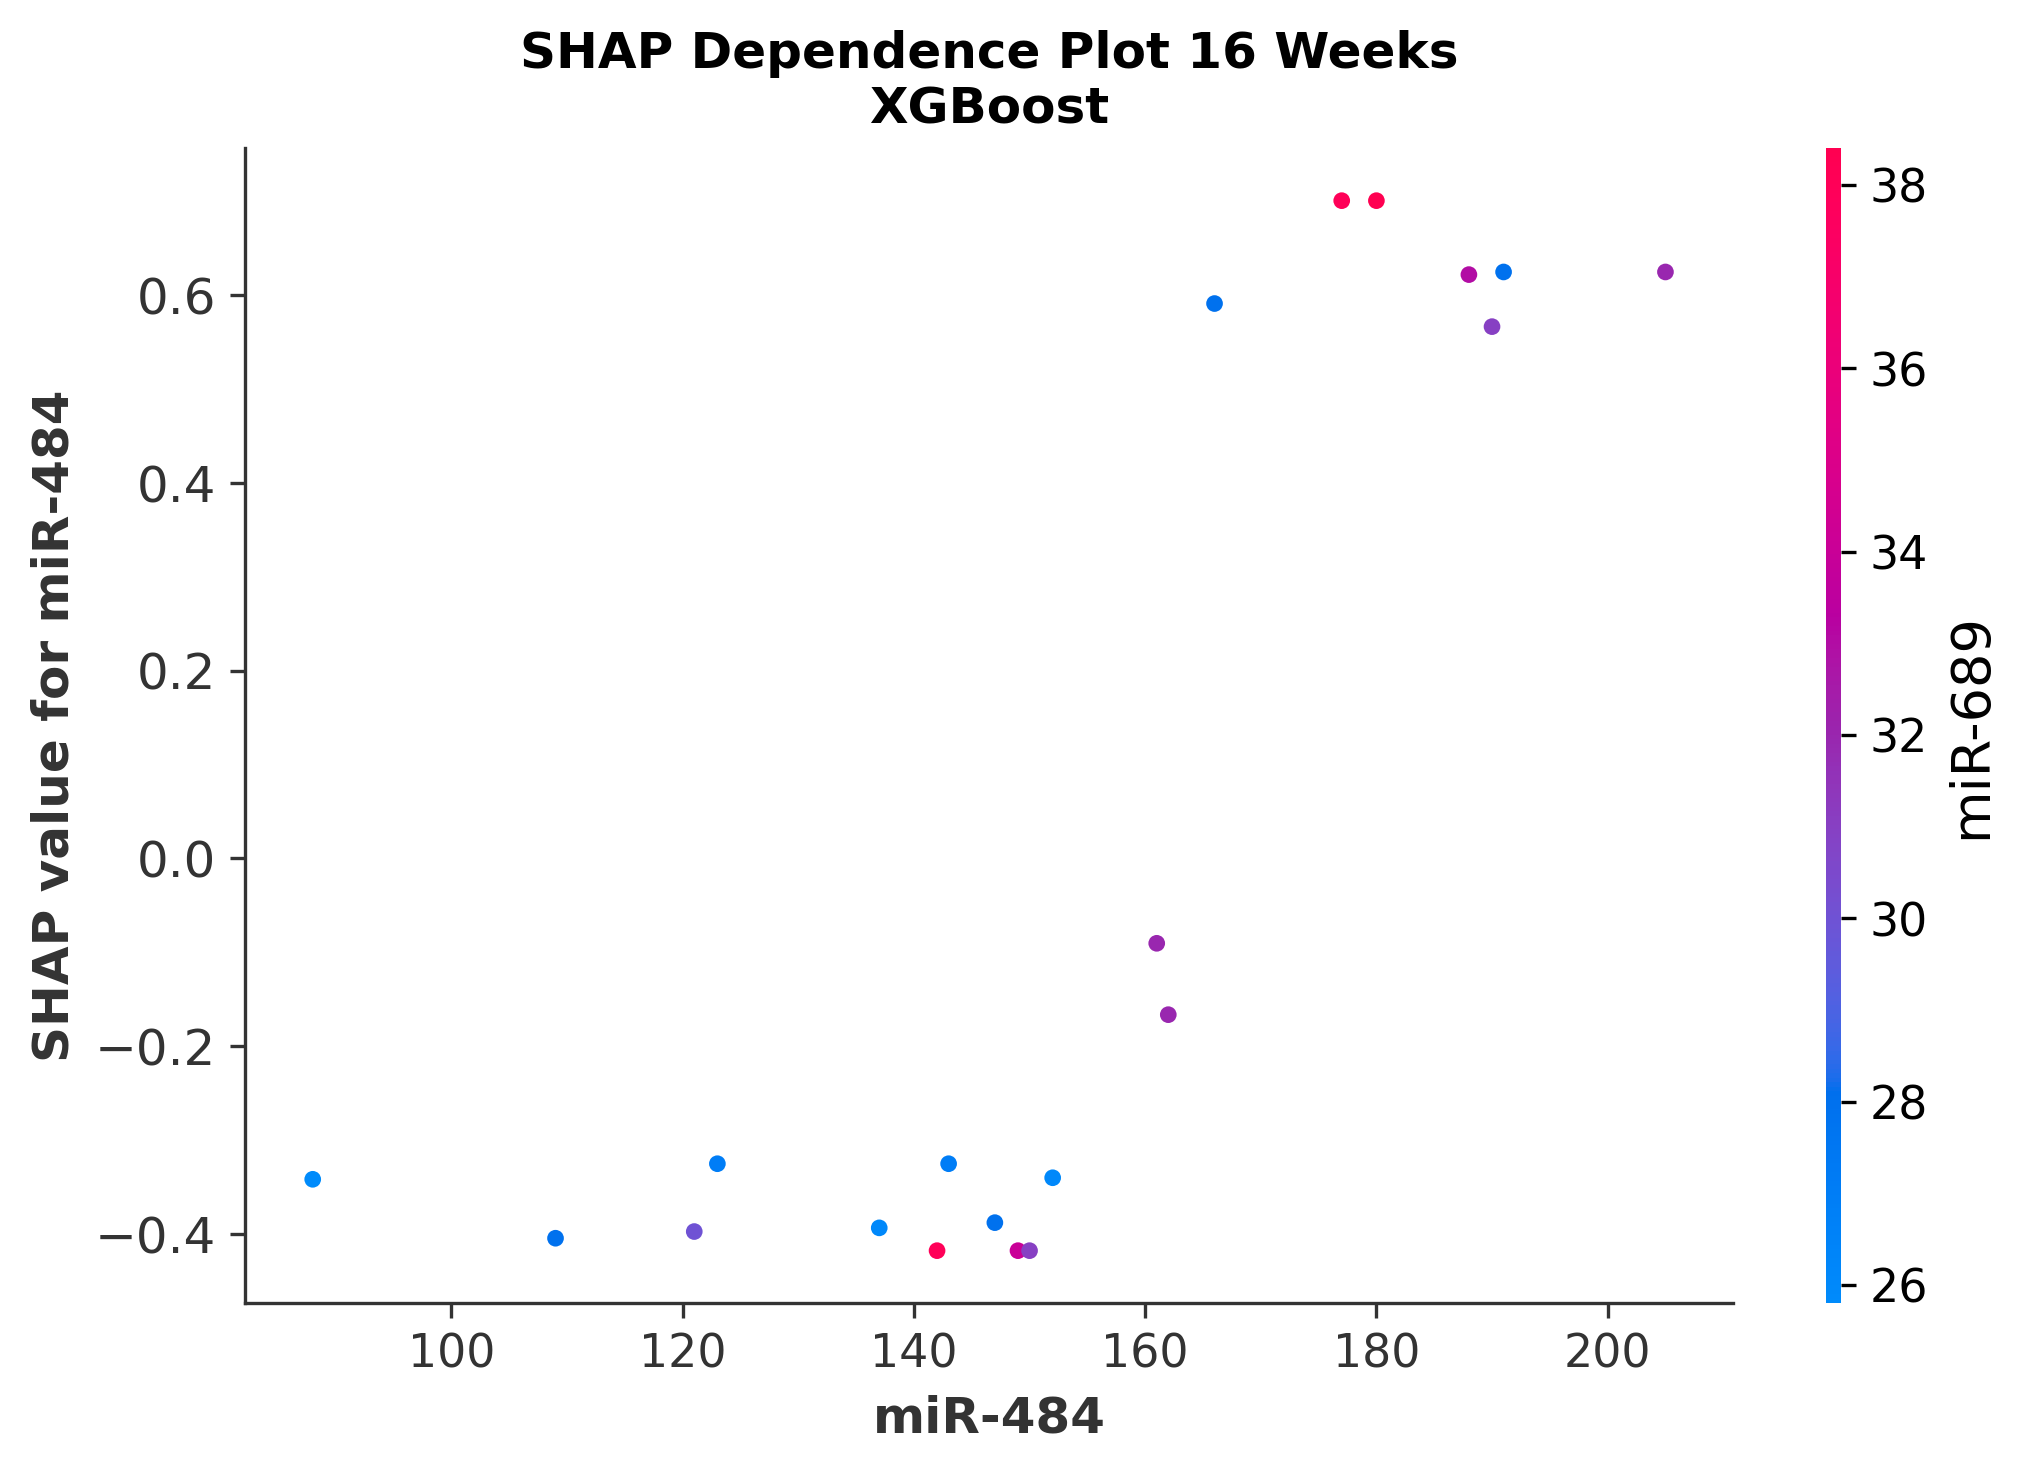 SHAP Dependence Plot 16 Weeks
XGBoost
SHAP value for miR-484
0.6
0.4
0.2
0.0
−0.2
−0.4
100 120 140 160 180 200
miR-484
38
36
34
32
30
28
26
miR-689